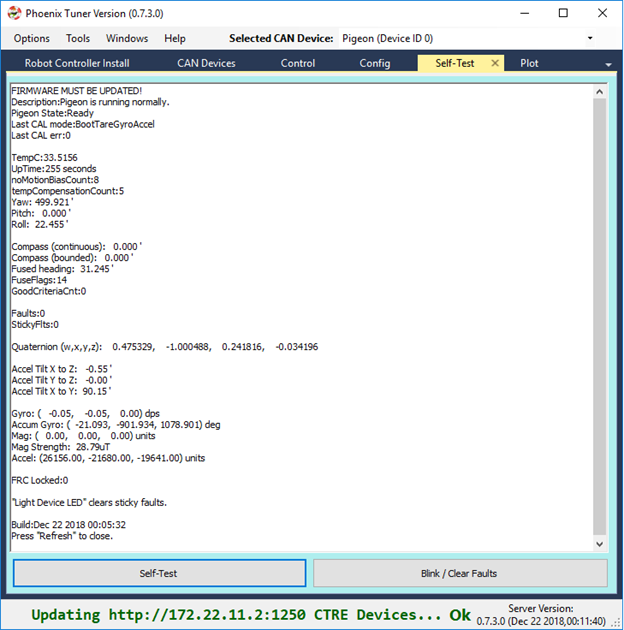 Phoenix Tuner Version (0.7.3.0)
Options Tools Windows Help Selected CAN Device: Pigeon (Device ID 0)
Robot Controller Install CAN Devices Control Config Self-Test Plot
FIRMWARE MUST BE UPDATED!
Description:Pigeon is running normally.
Pigeon State:Ready
Last CAL mode:BootTareGyroAccel
Last CAL err:0
TempC:33.5156
UpTime:255 seconds
noMotionBiasCount:8
tempCompensationCount:5
Yaw: 499.921'
Pitch: 0.000'
Roll: 22.455'
Compass (continuous): 0.000'
Compass (bounded): 0.000'
Fused heading: 31.245'
FuseFlags:14
GoodCriteriaCnt:0
Faults:0
StickyFlts:0
Quaternion (w,x,y,z): 0.475329, -1.000488, 0.241816, -0.034196
Accel Tilt X to Z: -0.55'
Accel Tilt Y to Z: -0.00'
Accel Tilt X to Y: 90.15'
Gyro: ( -0.05, -0.05, 0.00) dps
Accum Gyro: ( -21.093, -901.934, 1078.901) deg
Mag: ( 0.00, 0.00, 0.00) units
Mag Strength: 28.79uT
Accel: (26156.00, -21680.00, -19641.00) units
FRC Locked:0
"Light Device LED" clears sticky faults.
Build:Dec 22 2018 00:05:32
Press "Refresh" to close.
Self-Test Blink / Clear Faults
Updating http://172.22.11.2:1250 CTRE Devices... Ok
Server Version:
0.7.3.0 (Dec 22 2018,00:11:40)